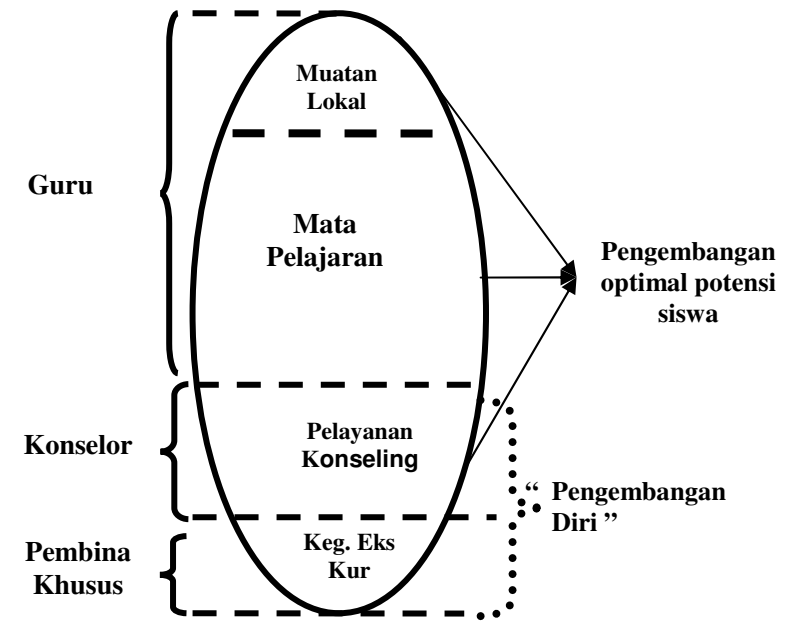 Muatan
Lokal
Guru
Mata
Pelajaran
Pengembangan
optimal potensi
siswa
Konselor
Pelayanan
Konseling
“ Pengembangan
Diri ”
Pembina
Khusus
Keg. Eks
Kur